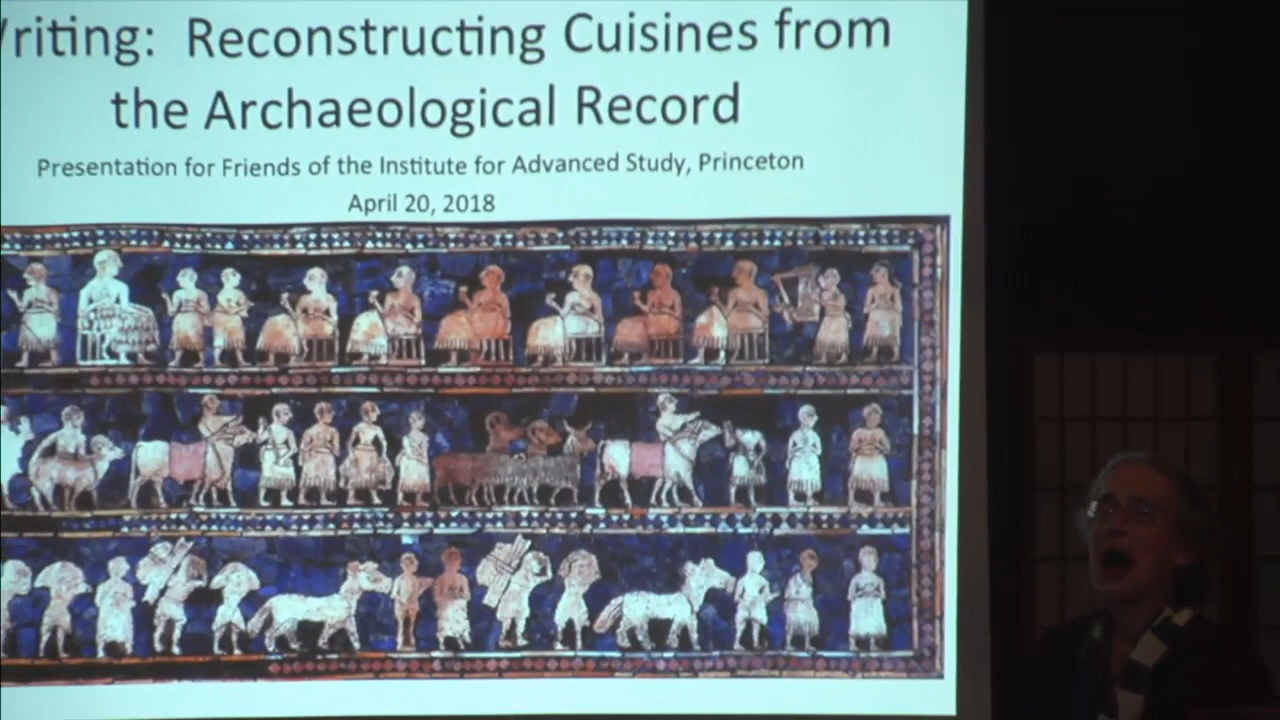 riting: Reconstructing Cuisines from
the Archaeological Record
Presentation for Friends of the Institute for Advanced Study, Princeton
April 20, 2018